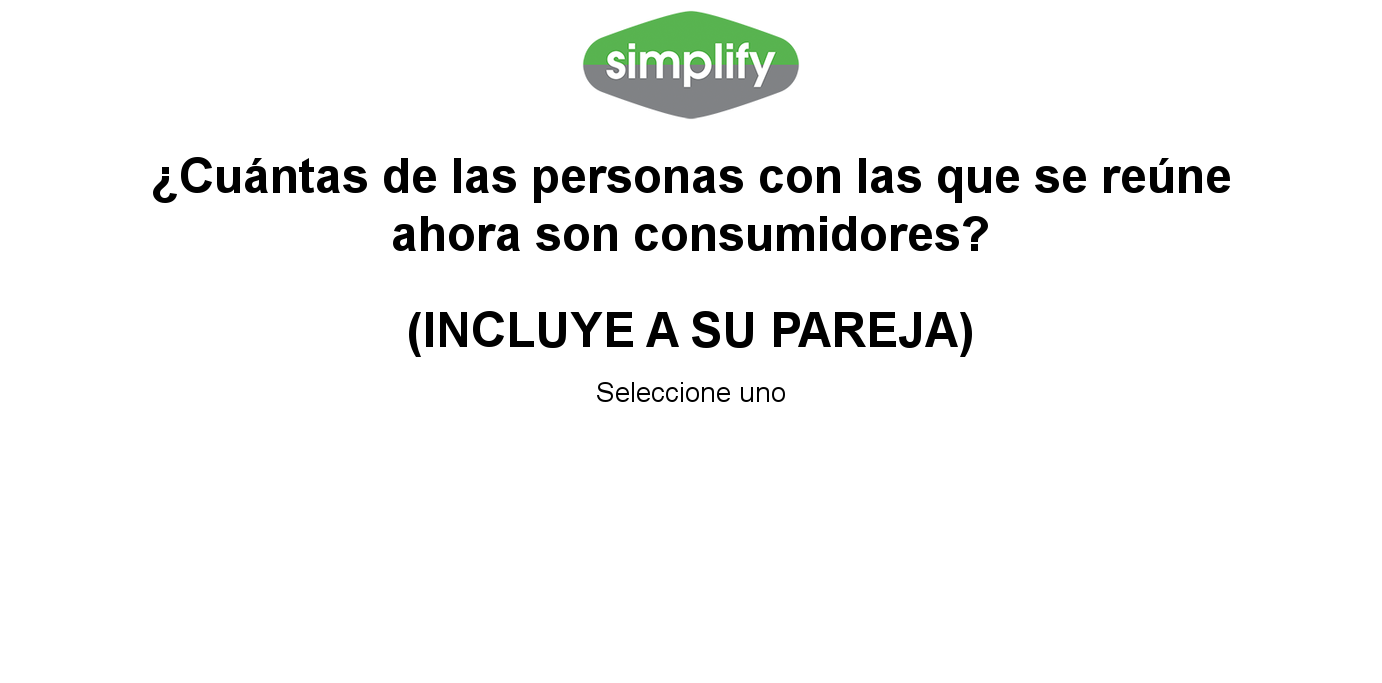 simplify
¿Cuántas de las personas con las que se reúne
ahora son consumidores?
(INCLUYE A SU PAREJA)
Seleccione uno